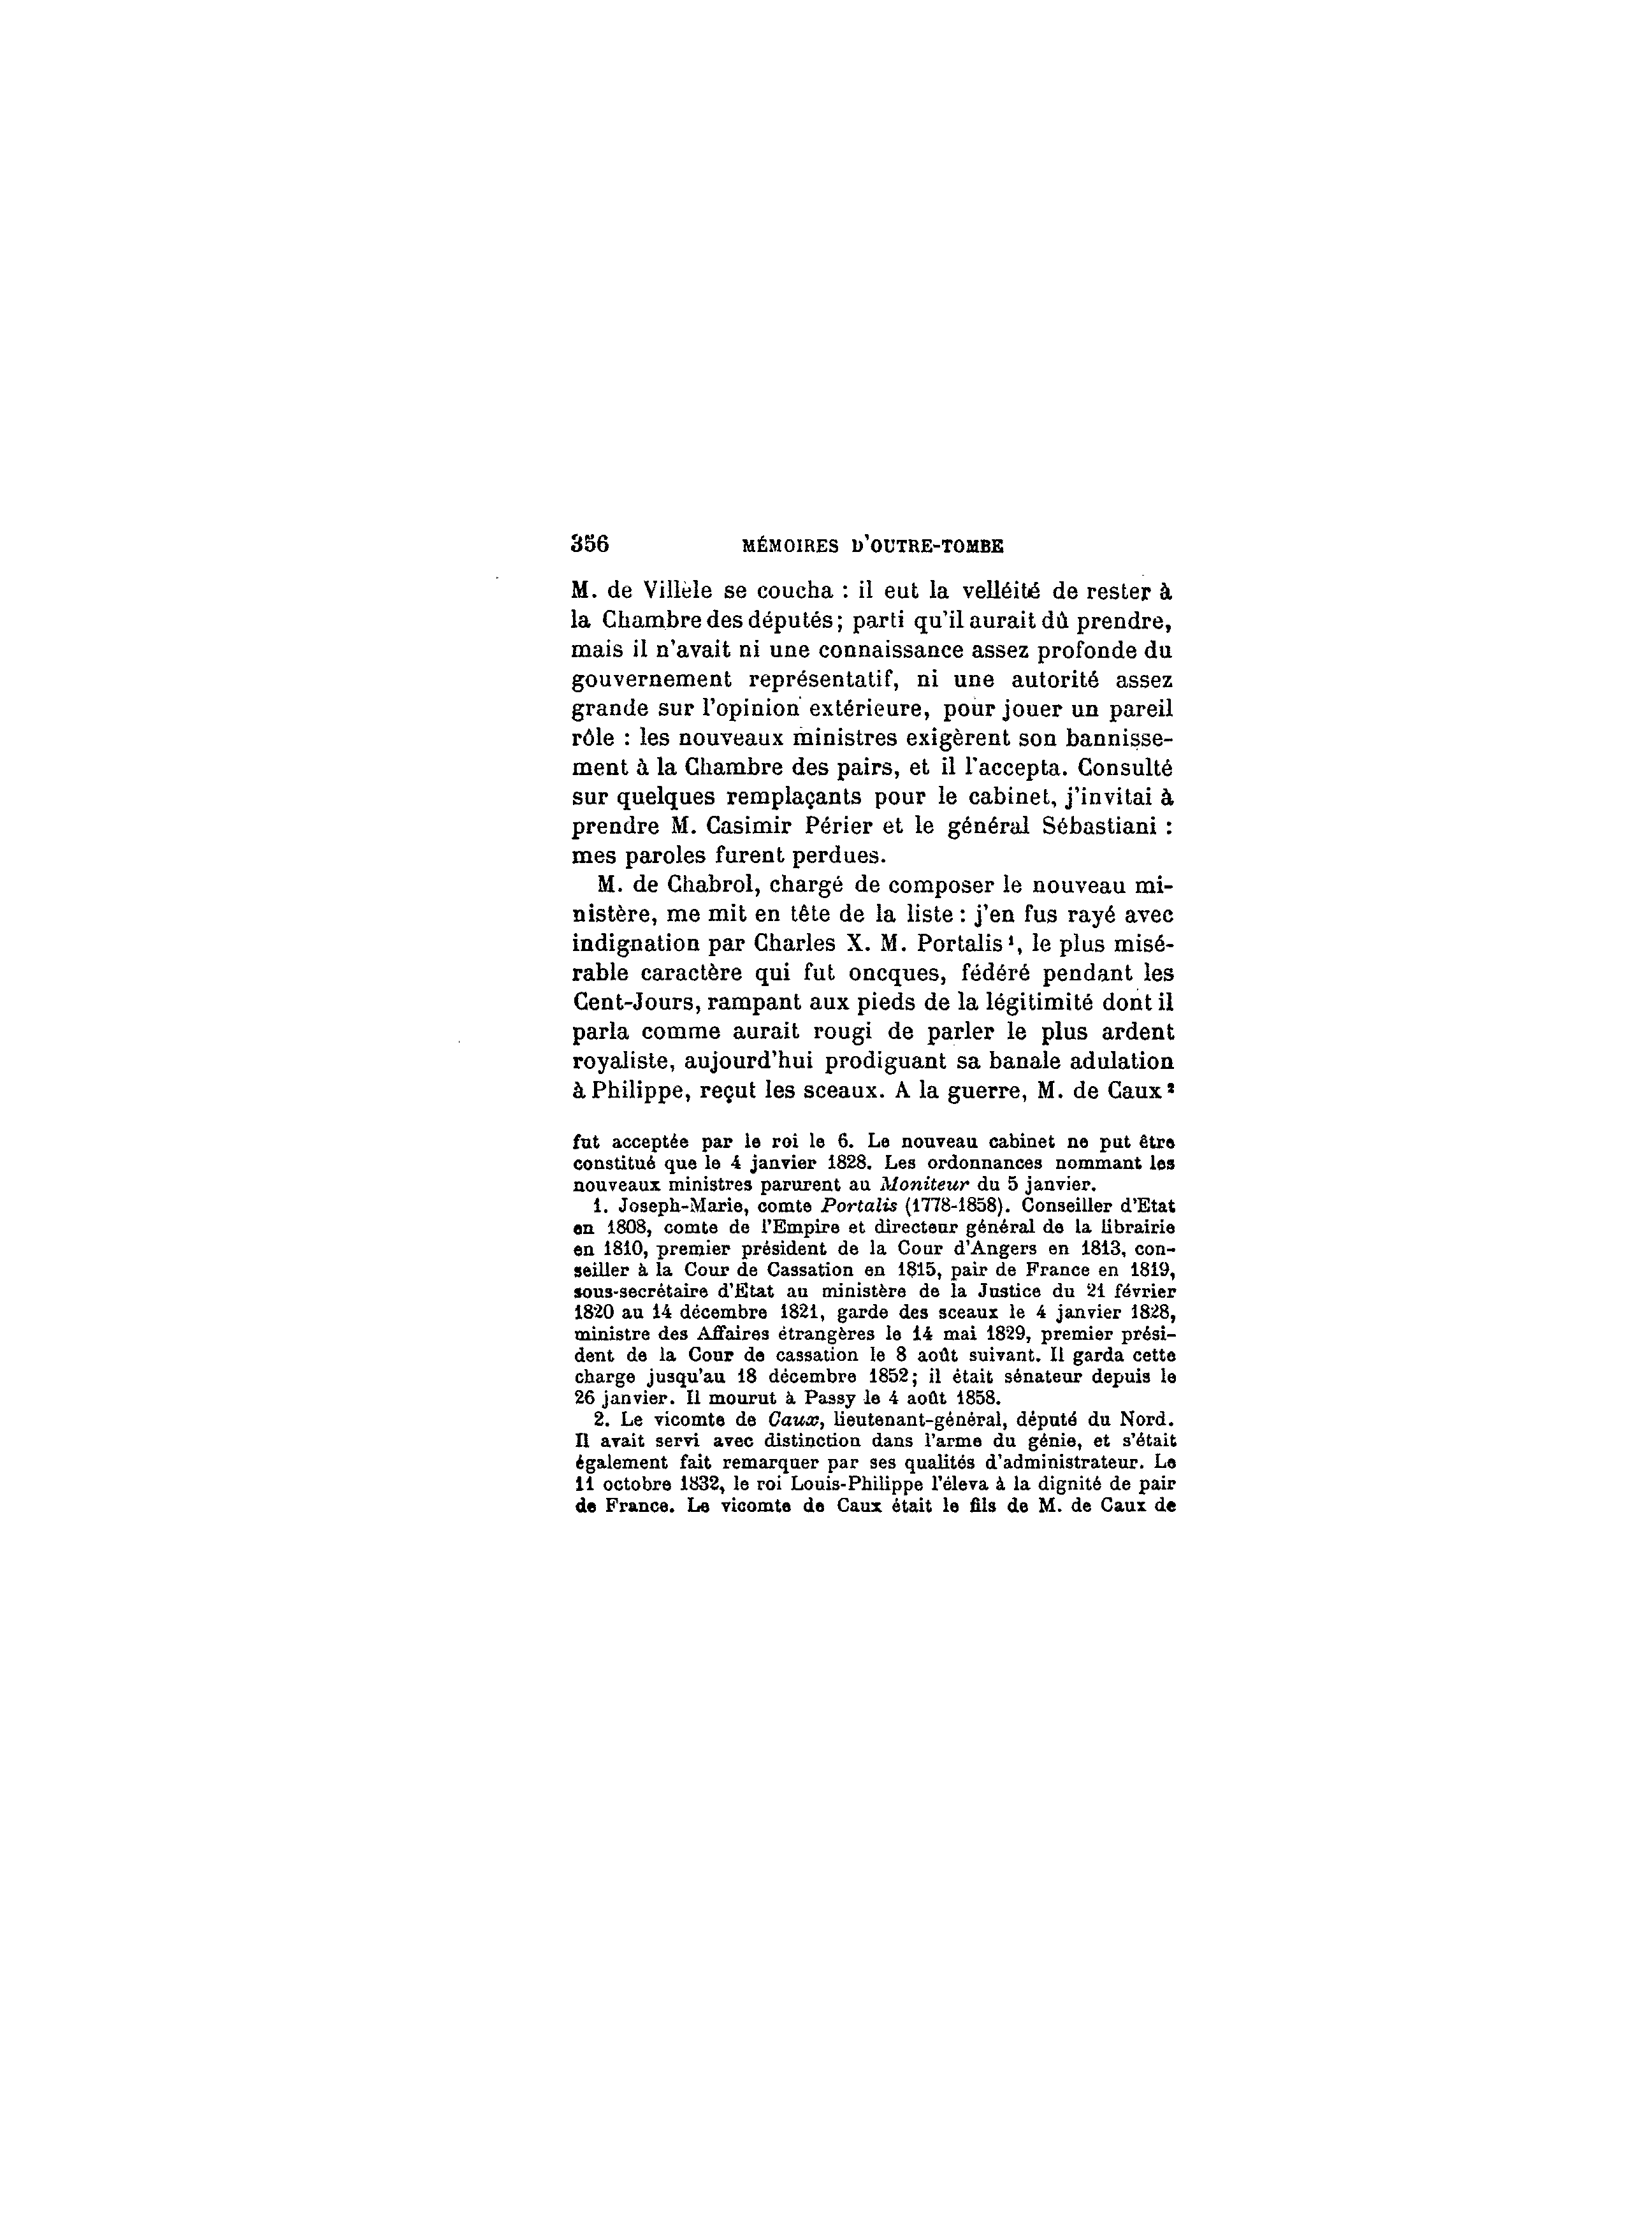 356 MÉMOIRES D'OUTRE-TOMBE
M. de Villèle se coucha : il eut la velléité de rester à
la Chambre des députés; parti qu'il aurait dû prendre,
mais il n'avait ni une connaissance assez profonde du
gouvernement représentatif, ni une autorité assez
grande sur l'opinion extérieure, pour jouer un pareil
rôle : les nouveaux ministres exigèrent son bannisse-
ment à la Chambre des pairs, et il l'accepta. Consulté
sur quelques remplaçants pour le cabinet, j'invitai à
prendre M. Casimir Périer et le général Sébastiani :
mes paroles furent perdues.
M. de Chabrol, chargé de composer le nouveau mi-
nistère, me mit en tête de la liste : j'en fus rayé avec
indignation par Charles X. M. Portalis¹, le plus misé-
rable caractère qui fut oncques, fédéré pendant les
Cent-Jours, rampant aux pieds de la légitimité dont il
parla comme aurait rougi de parler le plus ardent
royaliste, aujourd'hui prodiguant sa banale adulation
à Philippe, reçut les sceaux. A la guerre, M. de Caux²
fut acceptée par le roi le 6. Le nouveau cabinet ne put être
constitué que le 4 janvier 1828. Les ordonnances nommant les
nouveaux ministres parurent au Moniteur du 5 janvier.
1. Joseph-Marie, comte Portalis (1778-1858). Conseiller d'Etat
en 1808, comte de l'Empire et directeur général de la librairie
en 1810, premier président de la Cour d'Angers en 1813, con-
seiller à la Cour de Cassation en 1815, pair de France en 1819,
sous-secrétaire d'Etat au ministère de la Justice du 21 février
1820 au 14 décembre 1821, garde des sceaux le 4 janvier 1828,
ministre des Affaires étrangères le 14 mai 1829, premier prési-
dent de la Cour de cassation le 8 août suivant. Il garda cette
charge jusqu'au 18 décembre 1852; il était sénateur depuis le
26 janvier. Il mourut à Passy le 4 août 1858.
2. Le vicomte de Caux, lieutenant-général, député du Nord.
Il avait servi avec distinction dans l'arme du génie, et s'était
également fait remarquer par ses qualités d'administrateur. Le
11 octobre 1832, le roi Louis-Philippe l'éleva à la dignité de pair
de France. Le vicomte de Caux était le fils de M. de Caux de